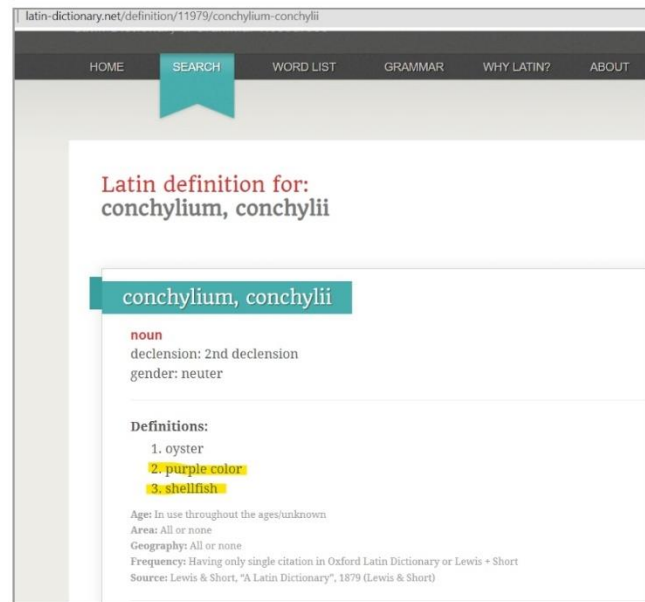 latin-dictionary.net/definition/11979/conchylium-conchylii
HOME SEARCH WORD LIST GRAMMAR WHY LATIN? ABOUT
Latin definition for:
conchylium, conchylii
conchylium, conchylii
noun
declension: 2nd declension
gender: neuter
Definitions:
1. oyster
2. purple color
3. shellfish
Age: In use throughout the ages/unknown
Area: All or none
Geography: All or none
Frequency: Having only single citation in Oxford Latin Dictionary or Lewis + Short
Source: Lewis & Short, “A Latin Dictionary”, 1879 (Lewis & Short)